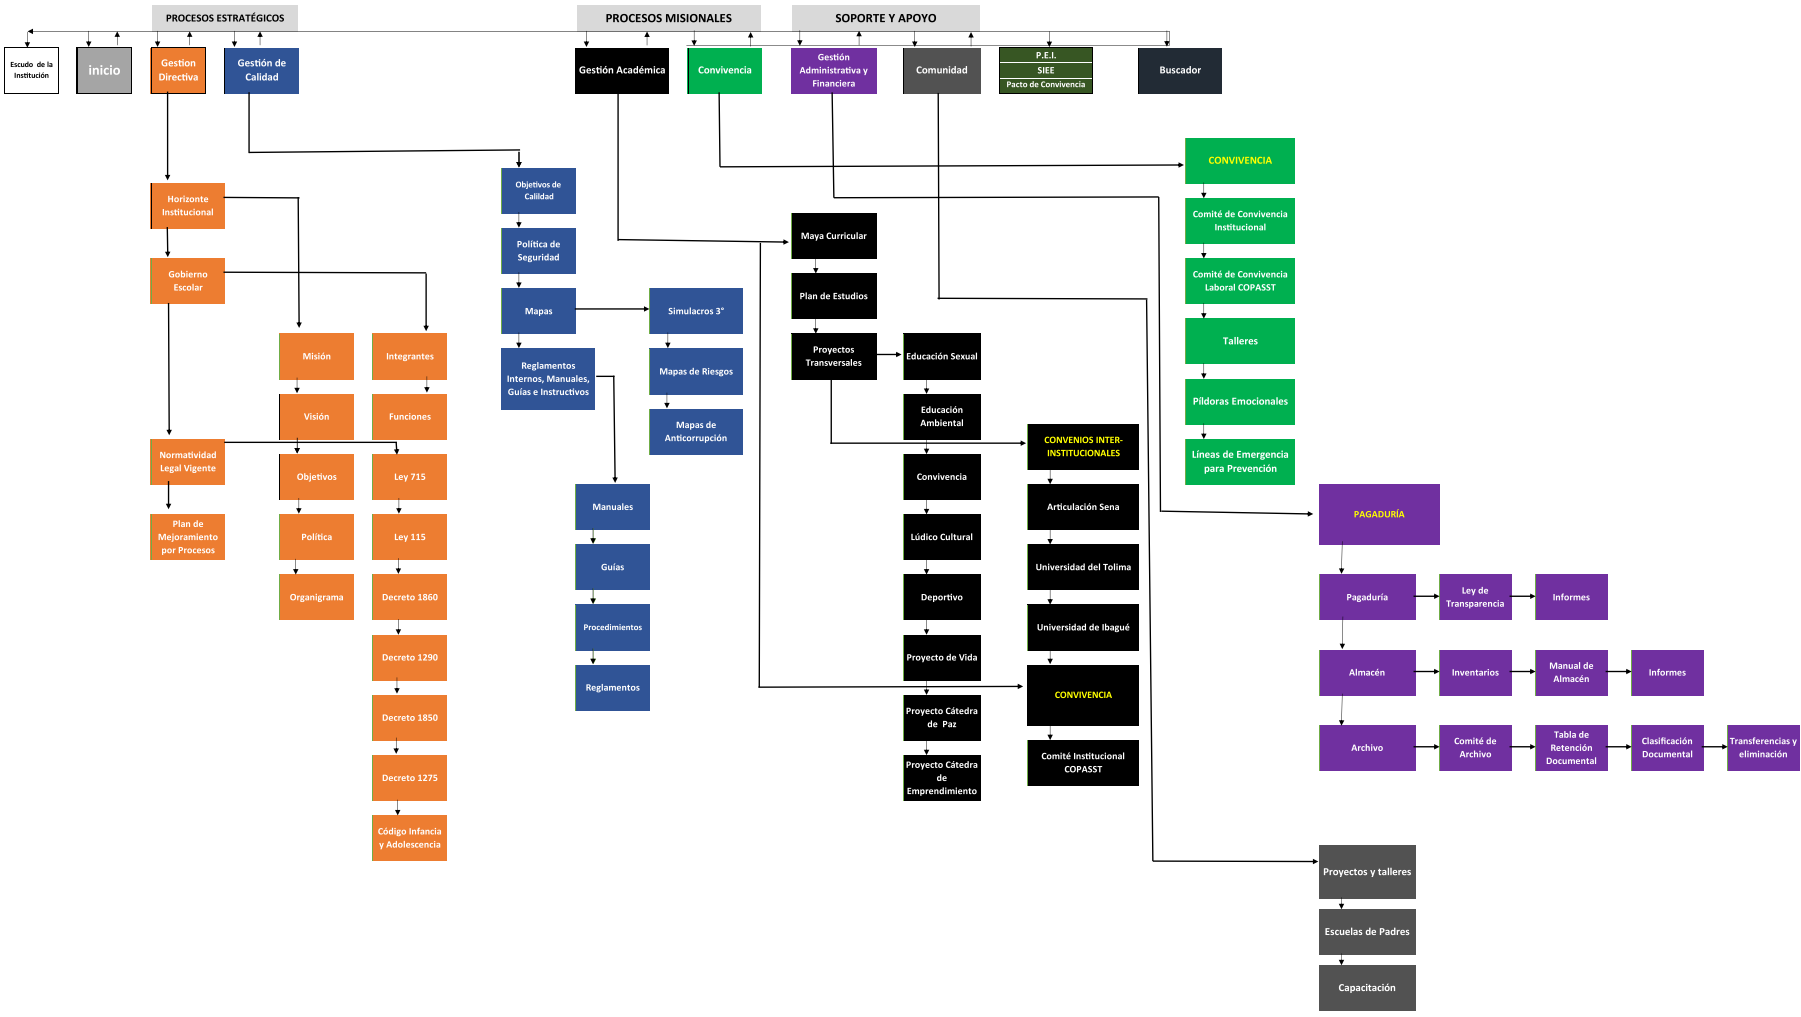 PROCESOS ESTRATÉGICOS
PROCESOS MISIONALES
SOPORTE Y APOYO
Escudo de la
Institución
inicio
Gestion
Directiva
Gestión de
Calidad
Gestión Académica
Convivencia
Gestión
Administrativa y
Financiera
Comunidad
P.E.I.
SIEE
Pacto de Convivencia
Buscador
Horizonte
Institucional
Gobierno
Escolar
Normatividad
Legal Vigente
Plan de
Mejoramiento
por Procesos
Misión
Visión
Objetivos
Política
Organigrama
Integrantes
Funciones
Ley 715
Ley 115
Decreto 1860
Decreto 1290
Decreto 1850
Decreto 1275
Código Infancia
y Adolescencia
Objetivos de
Calildad
Política de
Seguridad
Mapas
Reglamentos
Internos, Manuales,
Guías e Instructivos
Simulacros 3°
Mapas de Riesgos
Mapas de
Anticorrupción
Manuales
Guías
Procedimientos
Reglamentos
Maya Curricular
Plan de Estudios
Proyectos
Transversales
Educación Sexual
Educación
Ambiental
Convivencia
Lúdico Cultural
Deportivo
Proyecto de Vida
Proyecto Cátedra
de Paz
Proyecto Cátedra
de
Emprendimiento
CONVENIOS INTER-
INSTITUCIONALES
Articulación Sena
Universidad del Tolima
Universidad de Ibagué
CONVIVENCIA
Comité Institucional
COPASST
CONVIVENCIA
Comité de Convivencia
Institucional
Comité de Convivencia
Laboral COPASST
Talleres
Píldoras Emocionales
Líneas de Emergencia
para Prevención
PAGADURÍA
Pagaduría
Ley de
Transparencia
Informes
Almacén
Inventarios
Manual de
Almacén
Informes
Archivo
Comité de
Archivo
Tabla de
Retención
Documental
Clasificación
Documental
Transferencias y
eliminación
Proyectos y talleres
Escuelas de Padres
Capacitación